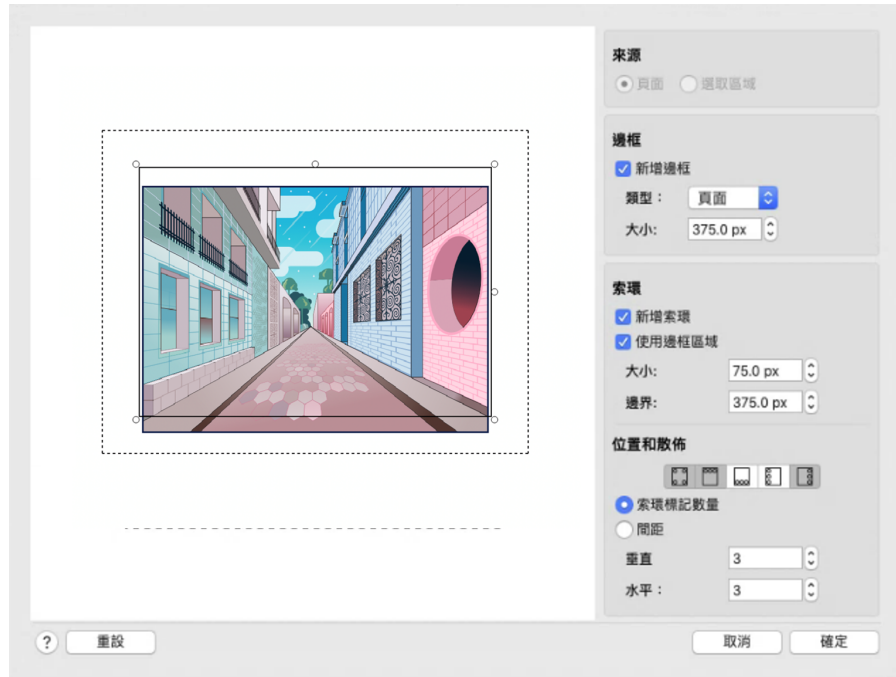 來源
頁面 選取區域
邊框
新增邊框
類型： 頁面
大小: 375.0 px
索環
新增索環
使用邊框區域
大小: 75.0 px
邊界: 375.0 px
位置和散佈
索環標記數量
間距
垂直 3
水平： 3
? 重設 取消 確定